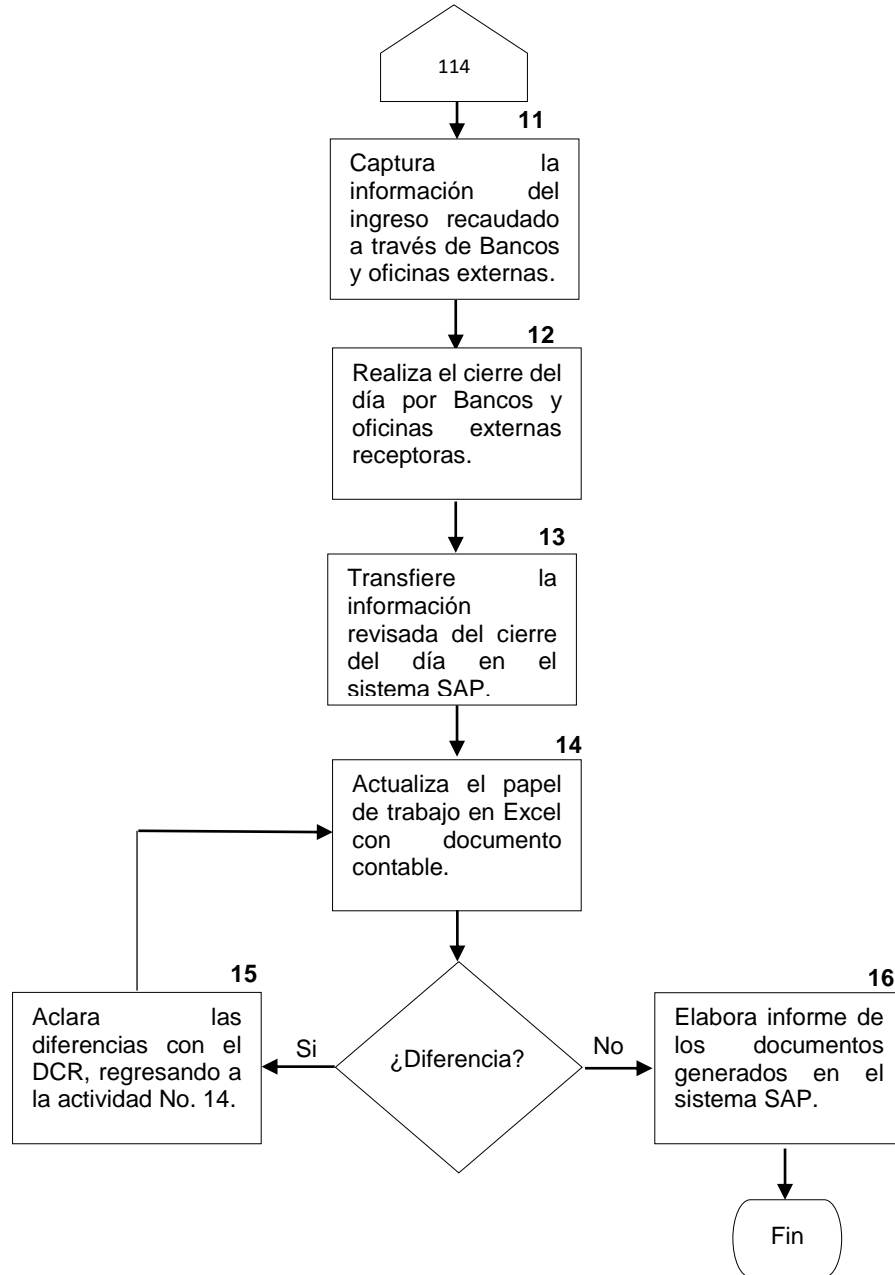 114
11
Captura la
información del
ingreso recaudado
a través de Bancos
y oficinas externas.
12
Realiza el cierre del
día por Bancos y
oficinas externas
receptoras.
13
Transfiere la
información
revisada del cierre
del día en el
sistema SAP.
14
Actualiza el papel
de trabajo en Excel
con documento
contable.
15
Aclara las
diferencias con el
DCR, regresando a
la actividad No. 14.
Si
¿Diferencia?
No
16
Elabora informe de
los documentos
generados en el
sistema SAP.
Fin